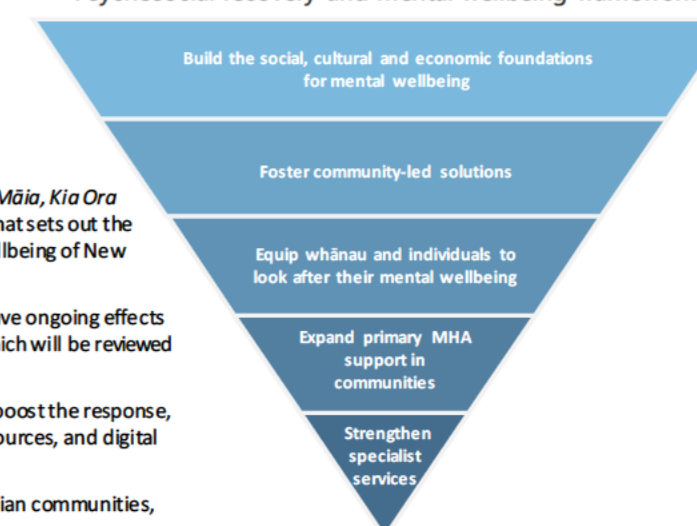 Build the social, cultural and economic foundations
for mental wellbeing
Foster community-led solutions
Māia, Kia Ora
hat sets out the
llbeing of New
Equip whānau and individuals to
look after their mental wellbeing
ve ongoing effects
ich will be reviewed
Expand primary MHA
support in
communities
boost the response,
ources, and digital
Strengthen
specialist
services
ian communities,